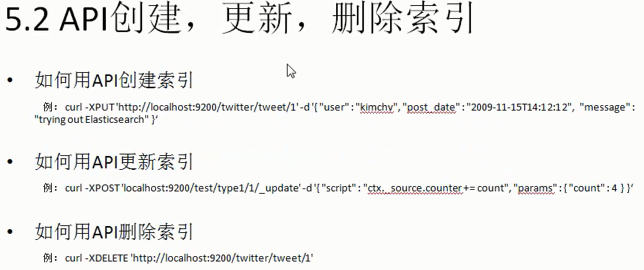 5.2 API创建，更新，删除索引
• 如何用API创建索引
例：curl -XPUT 'http://localhost:9200/twitter/tweet/1' -d '{ "user" : "kimchv", "post_date" : "2009-11-15T14:12:12", "message" :
"trying out Elasticsearch" }'
• 如何用API更新索引
例：curl -XPOST 'localhost:9200/test/type1/1/_update' -d '{ "script" : "ctx._source.counter += count", "params" : { "count" : 4 } }'
• 如何用API删除索引
例：curl -XDELETE 'http://localhost:9200/twitter/tweet/1'